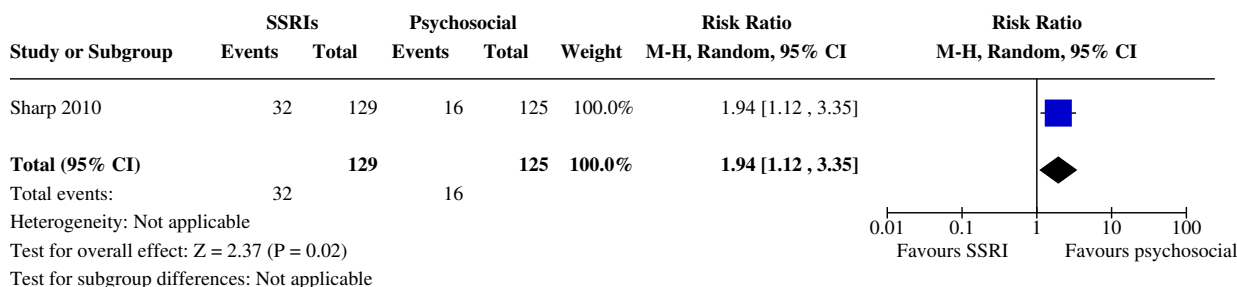 SSRIs Psychosocial Risk Ratio Risk Ratio
Study or Subgroup Events Total Events Total Weight M-H, Random, 95% CI M-H, Random, 95% CI
Sharp 2010 32 129 16 125 100.0% 1.94 [1.12 , 3.35]
Total (95% CI) 129 125 100.0% 1.94 [1.12 , 3.35]
Total events: 32 16
Heterogeneity: Not applicable
Test for overall effect: Z = 2.37 (P = 0.02)
Test for subgroup differences: Not applicable
0.01 0.1 1 10 100
Favours SSRI Favours psychosocial